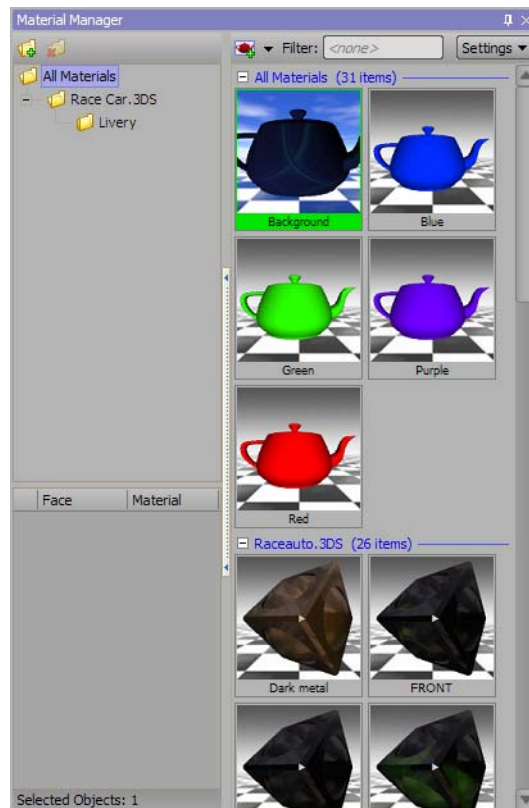 Material Manager
Filter: <none> Settings
All Materials
Race Car.3DS
Livery
All Materials (31 items)
Background
Blue
Green
Purple
Red
Face Material
Raceauto.3DS (26 items)
Dark metal
FRONT
Selected Objects: 1